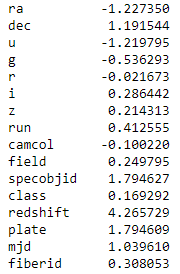 ra -1.227350
dec 1.191544
u -1.219795
g -0.536293
r -0.021673
i 0.286442
z 0.214313
run 0.412555
camcol -0.100220
field 0.249795
specobjid 1.794627
class 0.169292
redshift 4.265729
plate 1.794609
mjd 1.039610
fiberid 0.308053